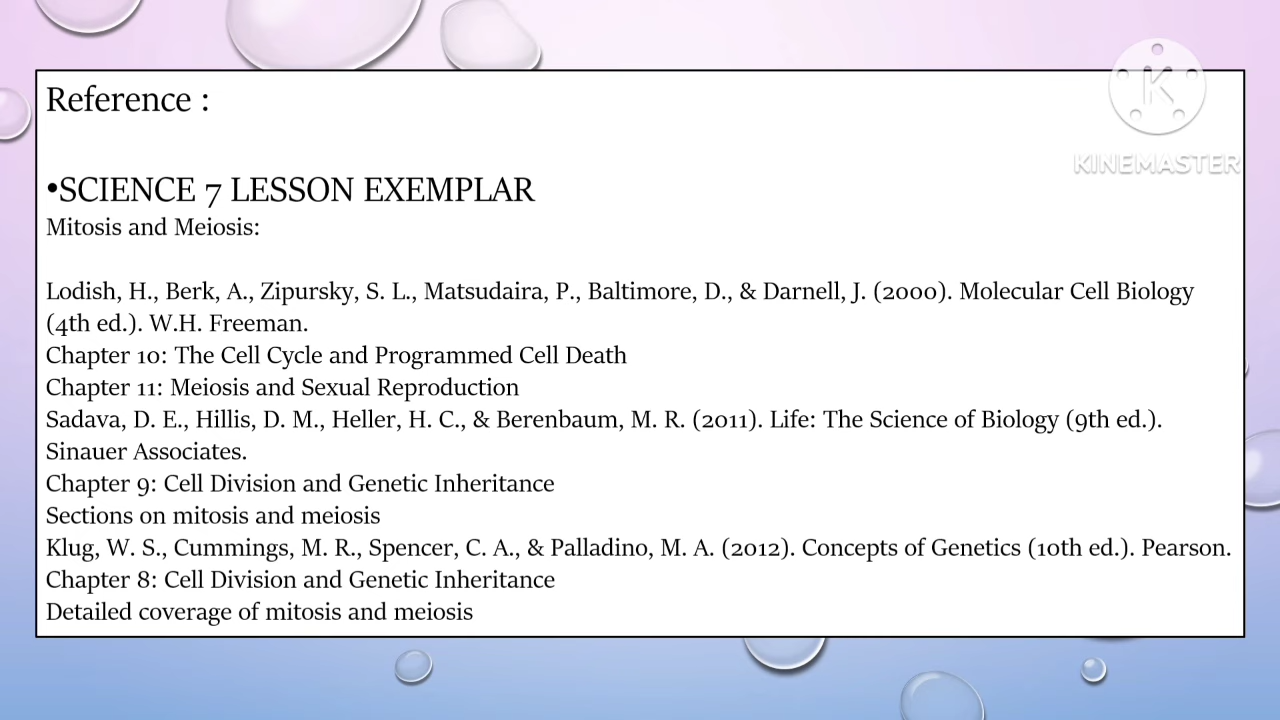 Reference :
K
KINEMASTER
•SCIENCE 7 LESSON EXEMPLAR
Mitosis and Meiosis:
Lodish, H., Berk, A., Zipursky, S. L., Matsudaira, P., Baltimore, D., & Darnell, J. (2000). Molecular Cell Biology
(4th ed.). W.H. Freeman.
Chapter 10: The Cell Cycle and Programmed Cell Death
Chapter 11: Meiosis and Sexual Reproduction
Sadava, D. E., Hillis, D. M., Heller, H. C., & Berenbaum, M. R. (2011). Life: The Science of Biology (9th ed.).
Sinauer Associates.
Chapter 9: Cell Division and Genetic Inheritance
Sections on mitosis and meiosis
Klug, W. S., Cummings, M. R., Spencer, C. A., & Palladino, M. A. (2012). Concepts of Genetics (10th ed.). Pearson.
Chapter 8: Cell Division and Genetic Inheritance
Detailed coverage of mitosis and meiosis